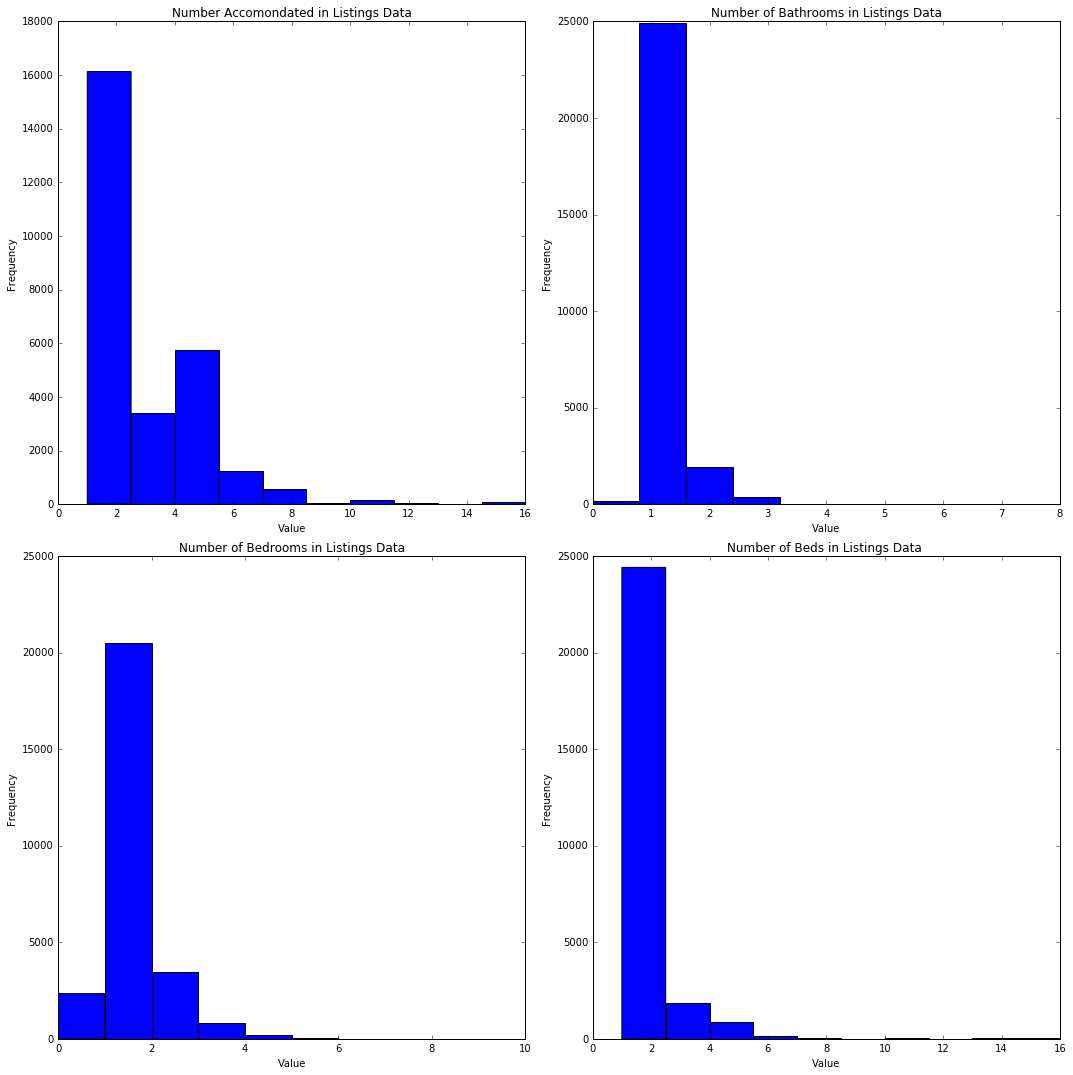 Number Accomondated in Listings Data
18000
16000
14000
12000
10000
8000
6000
4000
2000
0
Frequency
0 2 4 6 8 10 12 14 16
Value
Number of Bathrooms in Listings Data
25000
20000
15000
10000
5000
0
Frequency
0 1 2 3 4 5 6 7 8
Value
Number of Bedrooms in Listings Data
25000
20000
15000
10000
5000
0
Frequency
0 2 4 6 8 10
Value
Number of Beds in Listings Data
25000
20000
15000
10000
5000
0
Frequency
0 2 4 6 8 10 12 14 16
Value